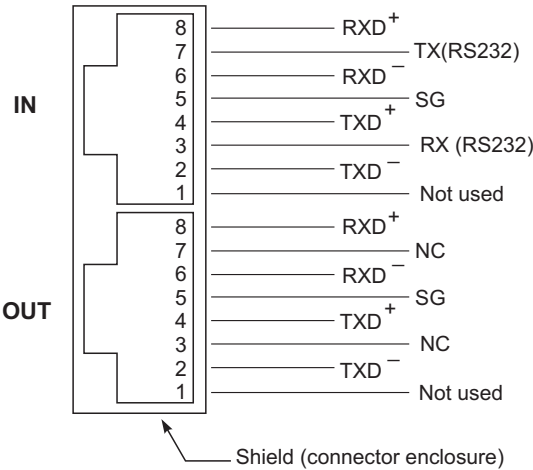 IN
8 RXD+
7 TX(RS232)
6 RXD−
5 SG
4 TXD+
3 RX (RS232)
2 TXD−
1 Not used
OUT
8 RXD+
7 NC
6 RXD−
5 SG
4 TXD+
3 NC
2 TXD−
1 Not used
Shield (connector enclosure)